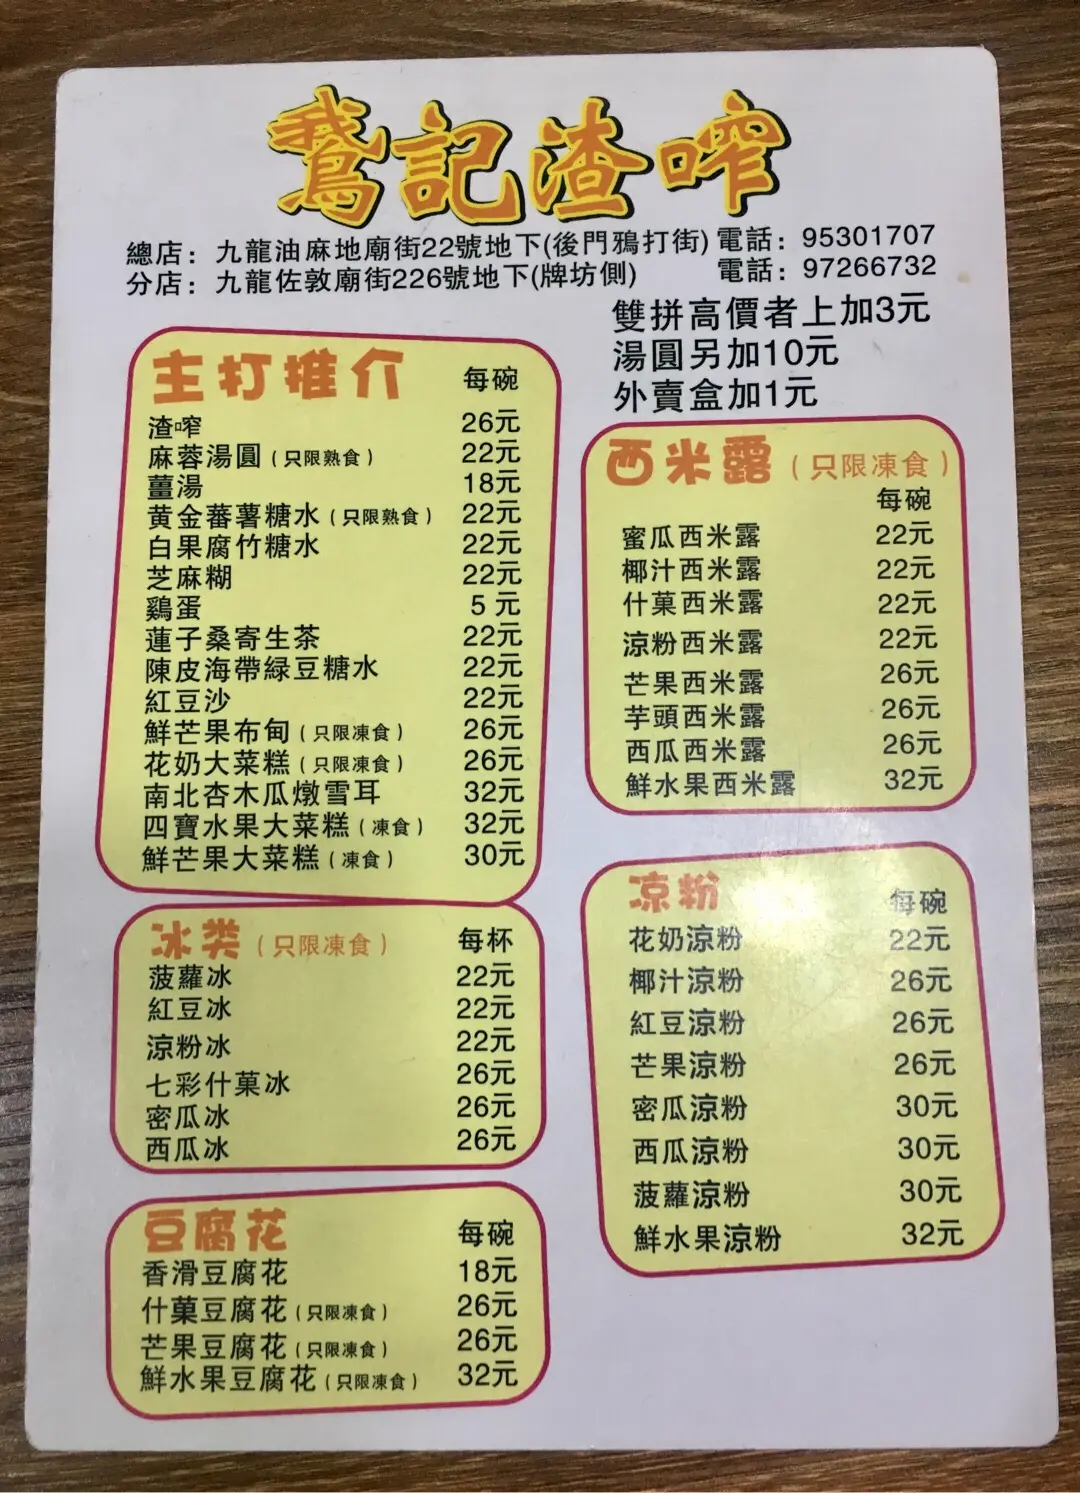 鵞記渣咋
總店：九龍油麻地廟街22號地下(後門鴉打街) 電話：95301707
分店：九龍佐敦廟街226號地下(牌坊側) 電話：97266732
雙拼高價者上加3元
湯圓另加10元
外賣盒加1元
主打推介 每碗
渣咋 26元
麻蓉湯圓(只限熟食) 22元
薑湯 18元
黄金蕃薯糖水(只限熟食) 22元
白果腐竹糖水 22元
芝麻糊 22元
鷄蛋 5元
蓮子桑寄生茶 22元
陳皮海帶緑豆糖水 22元
紅豆沙 22元
鮮芒果布甸(只限凍食) 26元
花奶大菜糕(只限凍食) 26元
南北杏木瓜燉雪耳 32元
四寶水果大菜糕(凍食) 32元
鮮芒果大菜糕(凍食) 30元
冰类(只限凍食) 每杯
菠蘿冰 22元
紅豆冰 22元
涼粉冰 22元
七彩什菓冰 26元
密瓜冰 26元
西瓜冰 26元
豆腐花 每碗
香滑豆腐花 18元
什菓豆腐花(只限凍食) 26元
芒果豆腐花(只限凍食) 26元
鮮水果豆腐花(只限凍食) 32元
西米露(只限凍食)
每碗
蜜瓜西米露 22元
椰汁西米露 22元
什菓西米露 22元
涼粉西米露 22元
芒果西米露 26元
芋頭西米露 26元
西瓜西米露 26元
鮮水果西米露 32元
凉粉 每碗
花奶涼粉 22元
椰汁涼粉 26元
紅豆涼粉 26元
芒果涼粉 26元
密瓜涼粉 30元
西瓜涼粉 30元
菠蘿涼粉 30元
鮮水果涼粉 32元